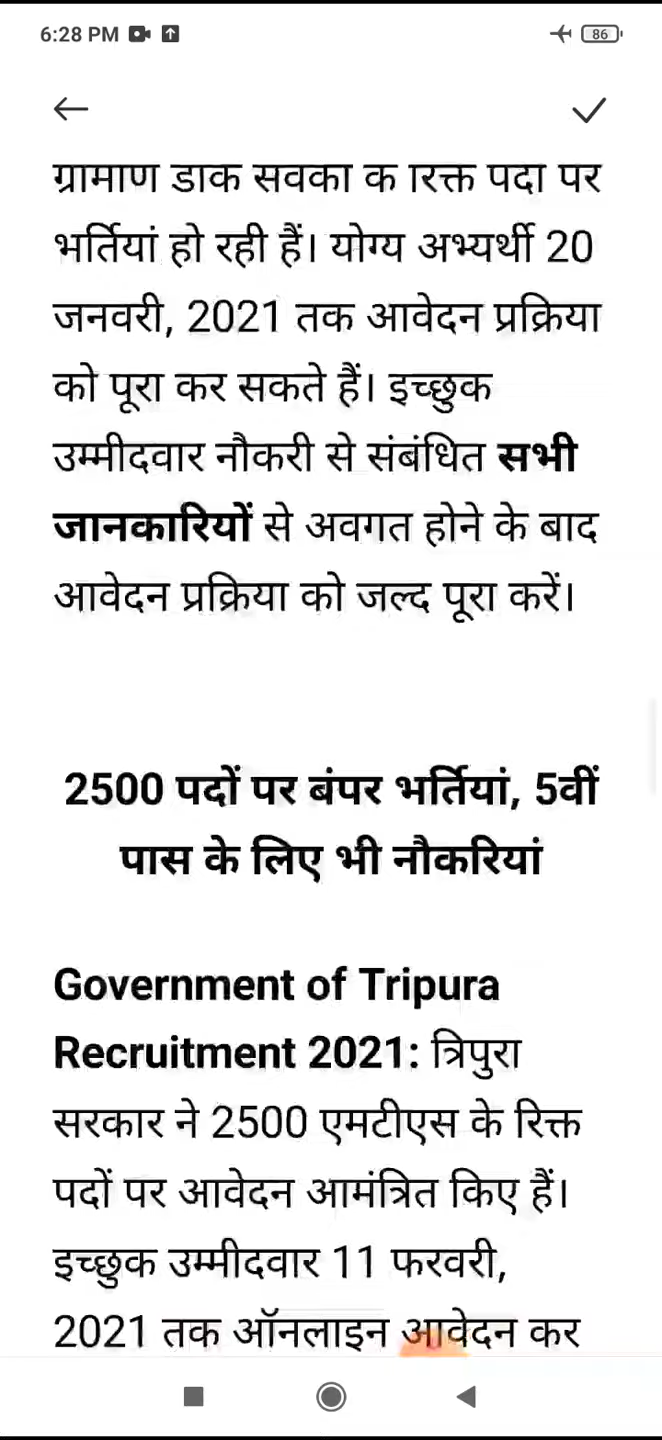 6:28 PM
86
ग्रामीण डाक सेवकों के रिक्त पदों पर
भर्तियां हो रही हैं। योग्य अभ्यर्थी 20
जनवरी, 2021 तक आवेदन प्रक्रिया
को पूरा कर सकते हैं। इच्छुक
उम्मीदवार नौकरी से संबंधित सभी
जानकारियों से अवगत होने के बाद
आवेदन प्रक्रिया को जल्द पूरा करें।
2500 पदों पर बंपर भर्तियां, 5वीं
पास के लिए भी नौकरियां
Government of Tripura
Recruitment 2021: त्रिपुरा
सरकार ने 2500 एमटीएस के रिक्त
पदों पर आवेदन आमंत्रित किए हैं।
इच्छुक उम्मीदवार 11 फरवरी,
2021 तक ऑनलाइन आवेदन कर